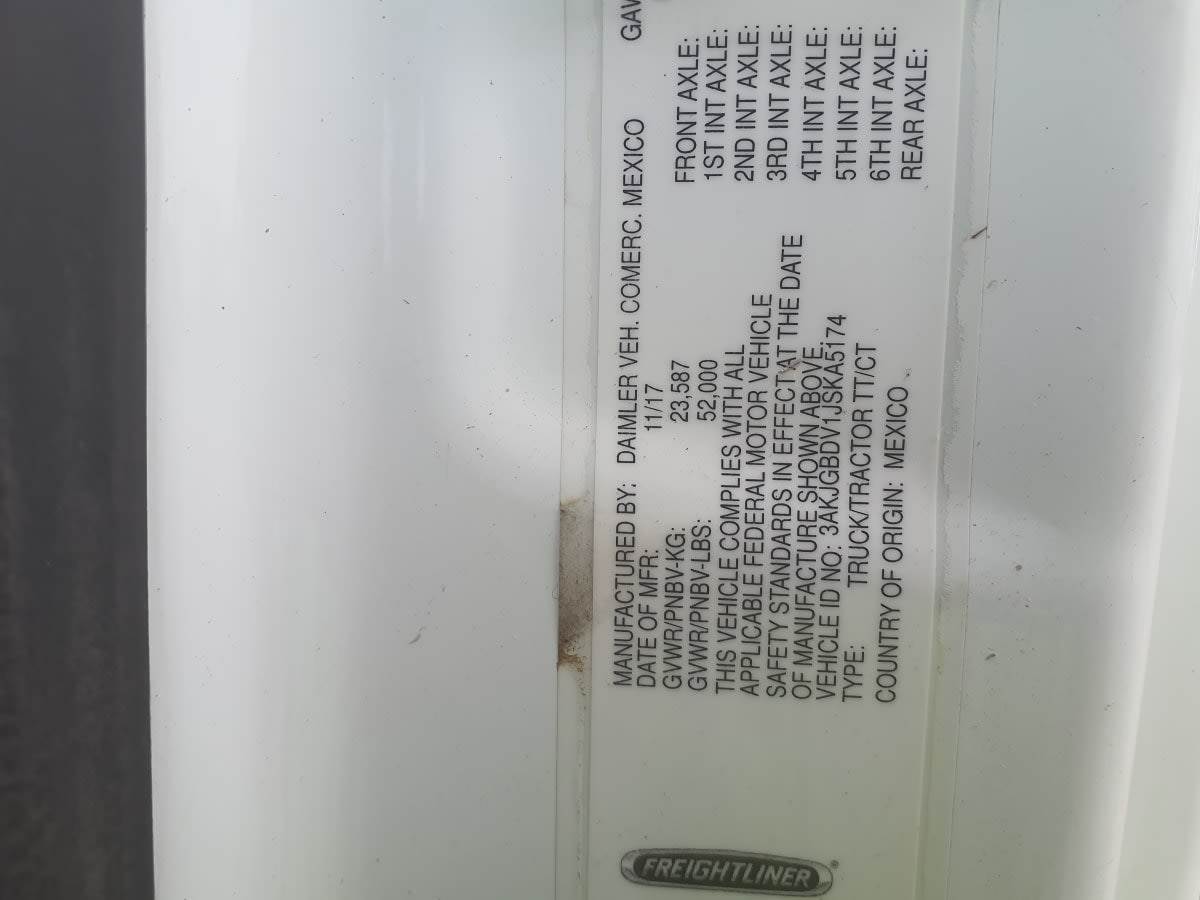 MANUFACTURED BY: DAIMLER VEH. COMERC. MEXICO
DATE OF MFR: 11/17
GVWR/PNBV-KG: 23,587
GVWR/PNBV-LBS: 52,000
THIS VEHICLE COMPLIES WITH ALL
APPLICABLE FEDERAL MOTOR VEHICLE
SAFETY STANDARDS IN EFFECT AT THE DATE
OF MANUFACTURE SHOWN ABOVE.
VEHICLE ID NO: 3AKJGBDV1JSKA5174
TYPE: TRUCK/TRACTOR TT/CT
COUNTRY OF ORIGIN: MEXICO
FRONT AXLE:
1ST INT AXLE:
2ND INT AXLE:
3RD INT AXLE:
4TH INT AXLE:
5TH INT AXLE:
6TH INT AXLE:
REAR AXLE:
FREIGHTLINER